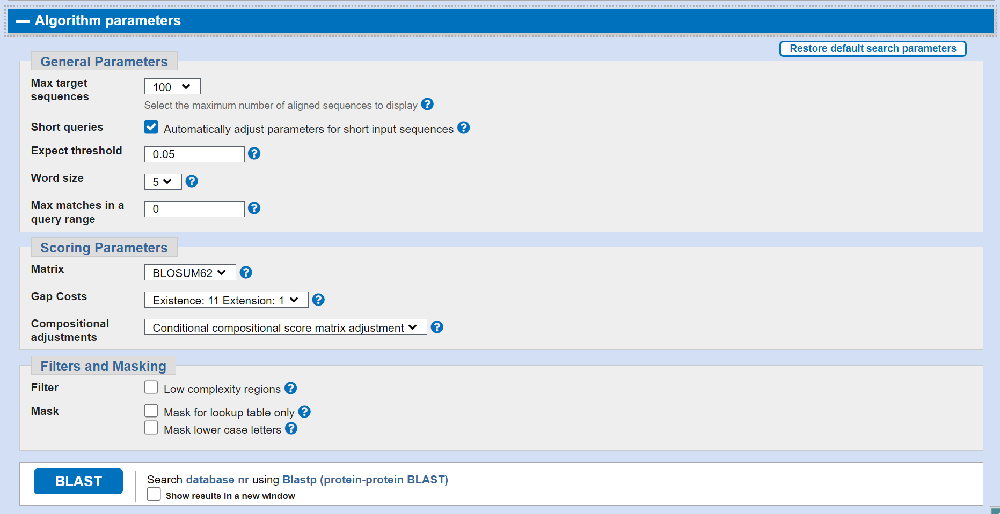 Algorithm parameters
Restore default search parameters
General Parameters
Max target
sequences
100
Select the maximum number of aligned sequences to display ?
Short queries
Automatically adjust parameters for short input sequences ?
Expect threshold
0.05 ?
Word size
5 ?
Max matches in a
query range
0 ?
Scoring Parameters
Matrix
BLOSUM62 ?
Gap Costs
Existence: 11 Extension: 1 ?
Compositional
adjustments
Conditional compositional score matrix adjustment ?
Filters and Masking
Filter
Low complexity regions ?
Mask
Mask for lookup table only ?
Mask lower case letters ?
BLAST
Search database nr using Blastp (protein-protein BLAST)
Show results in a new window